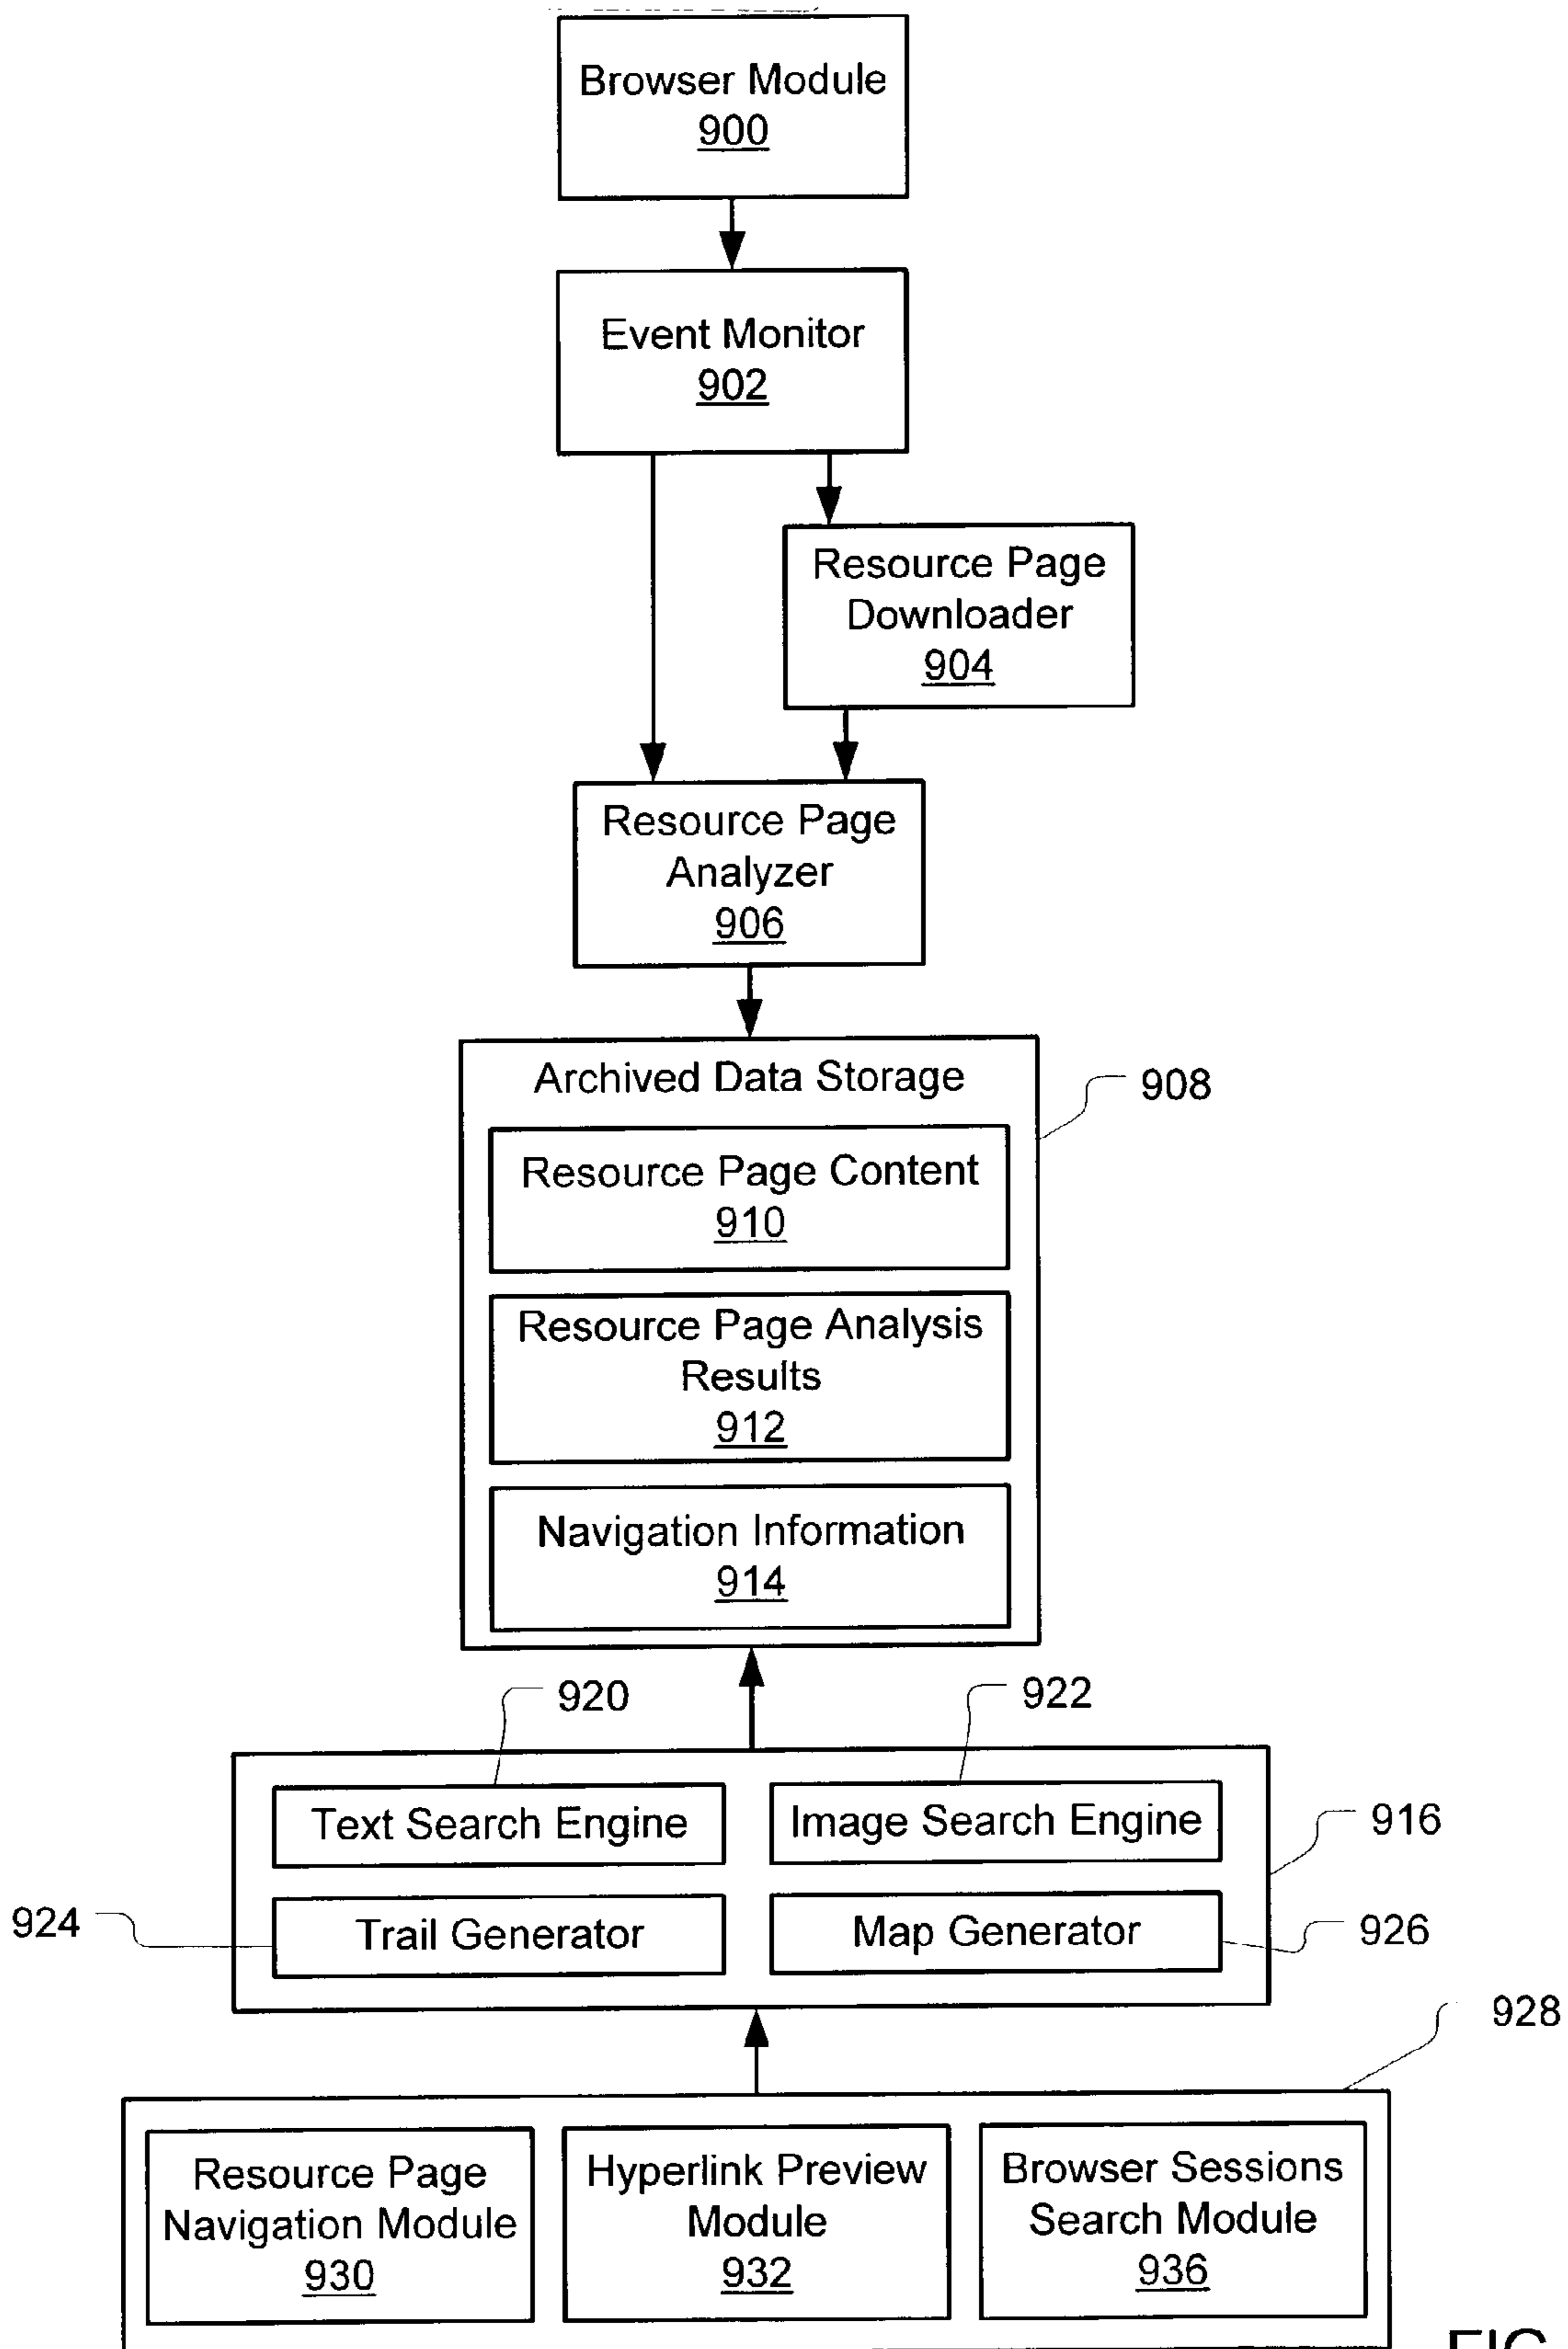 Browser Module
900
Event Monitor
902
Resource Page
Downloader
904
Resource Page
Analyzer
906
Archived Data Storage
908
Resource Page Content
910
Resource Page Analysis
Results
912
Navigation Information
914
920
922
Text Search Engine
Image Search Engine
916
924
Trail Generator
Map Generator
926
928
Resource Page
Navigation Module
930
Hyperlink Preview
Module
932
Browser Sessions
Search Module
936
FIG